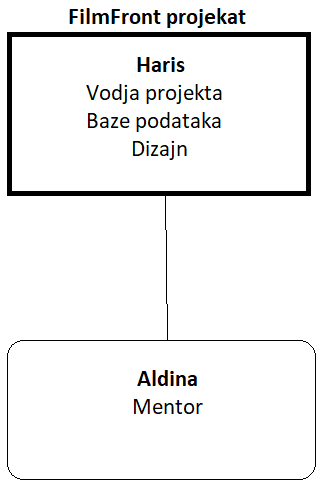 FilmFront projekat
Haris
Vodja projekta
Baze podataka
Dizajn
Aldina
Mentor